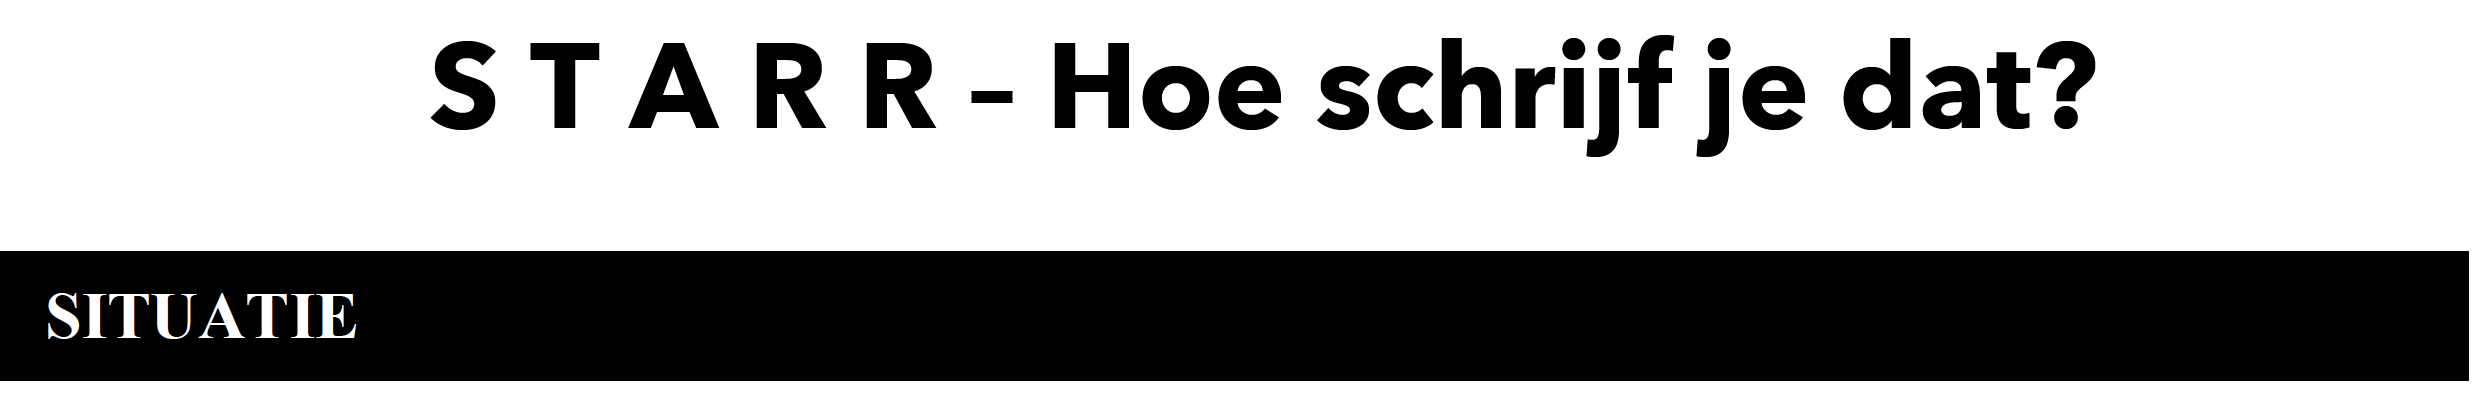 S T A R R – Hoe schrijf je dat?
SITUATIE